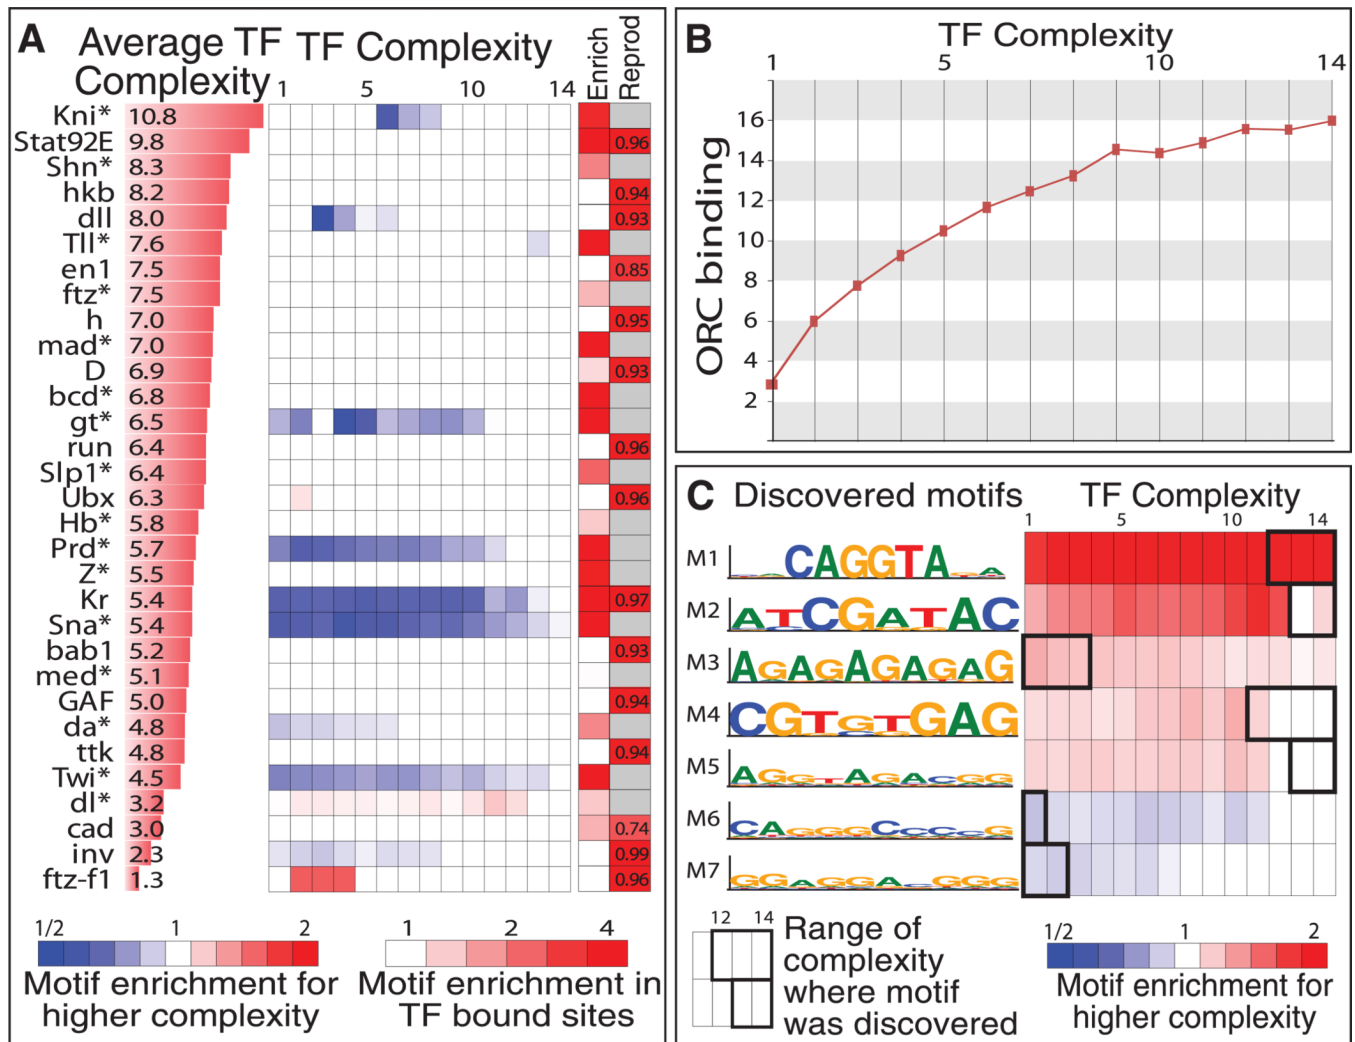 A
Average TF
Complexity
TF Complexity
Enrich
Reprod
1 5 10 14
Kni* 10.8
Stat92E 9.8 0.96
Shn* 8.3
hkb 8.2 0.94
dll 8.0 0.93
Tll* 7.6
en1 7.5 0.85
ftz* 7.5
h 7.0 0.95
mad* 7.0
D 6.9 0.93
bcd* 6.8
gt* 6.5
run 6.4 0.96
Slp1* 6.4
Ubx 6.3 0.96
Hb* 5.8
Prd* 5.7
Z* 5.5
Kr 5.4 0.97
Sna* 5.4
bab1 5.2 0.93
med* 5.1
GAF 5.0 0.94
da* 4.8
ttk 4.8 0.94
Twi* 4.5
dl* 3.2
cad 3.0 0.74
inv 2.3 0.99
ftz-f1 1.3 0.96
1/2 1 2
Motif enrichment for
higher complexity
1 2 4
Motif enrichment in
TF bound sites
B
TF Complexity
1 5 10 14
ORC binding
16
14
12
10
8
6
4
2
C
Discovered motifs
TF Complexity
1 5 10 14
M1 CAGGTA
M2 ATCGATAC
M3 AGAGAGAGAG
M4 CGTGTGAG
M5 AGGTAGACGG
M6 CAGGGCCCCG
M7 GGAGGACGGG
12 14
Range of
complexity
where motif
was discovered
1/2 1 2
Motif enrichment for
higher complexity